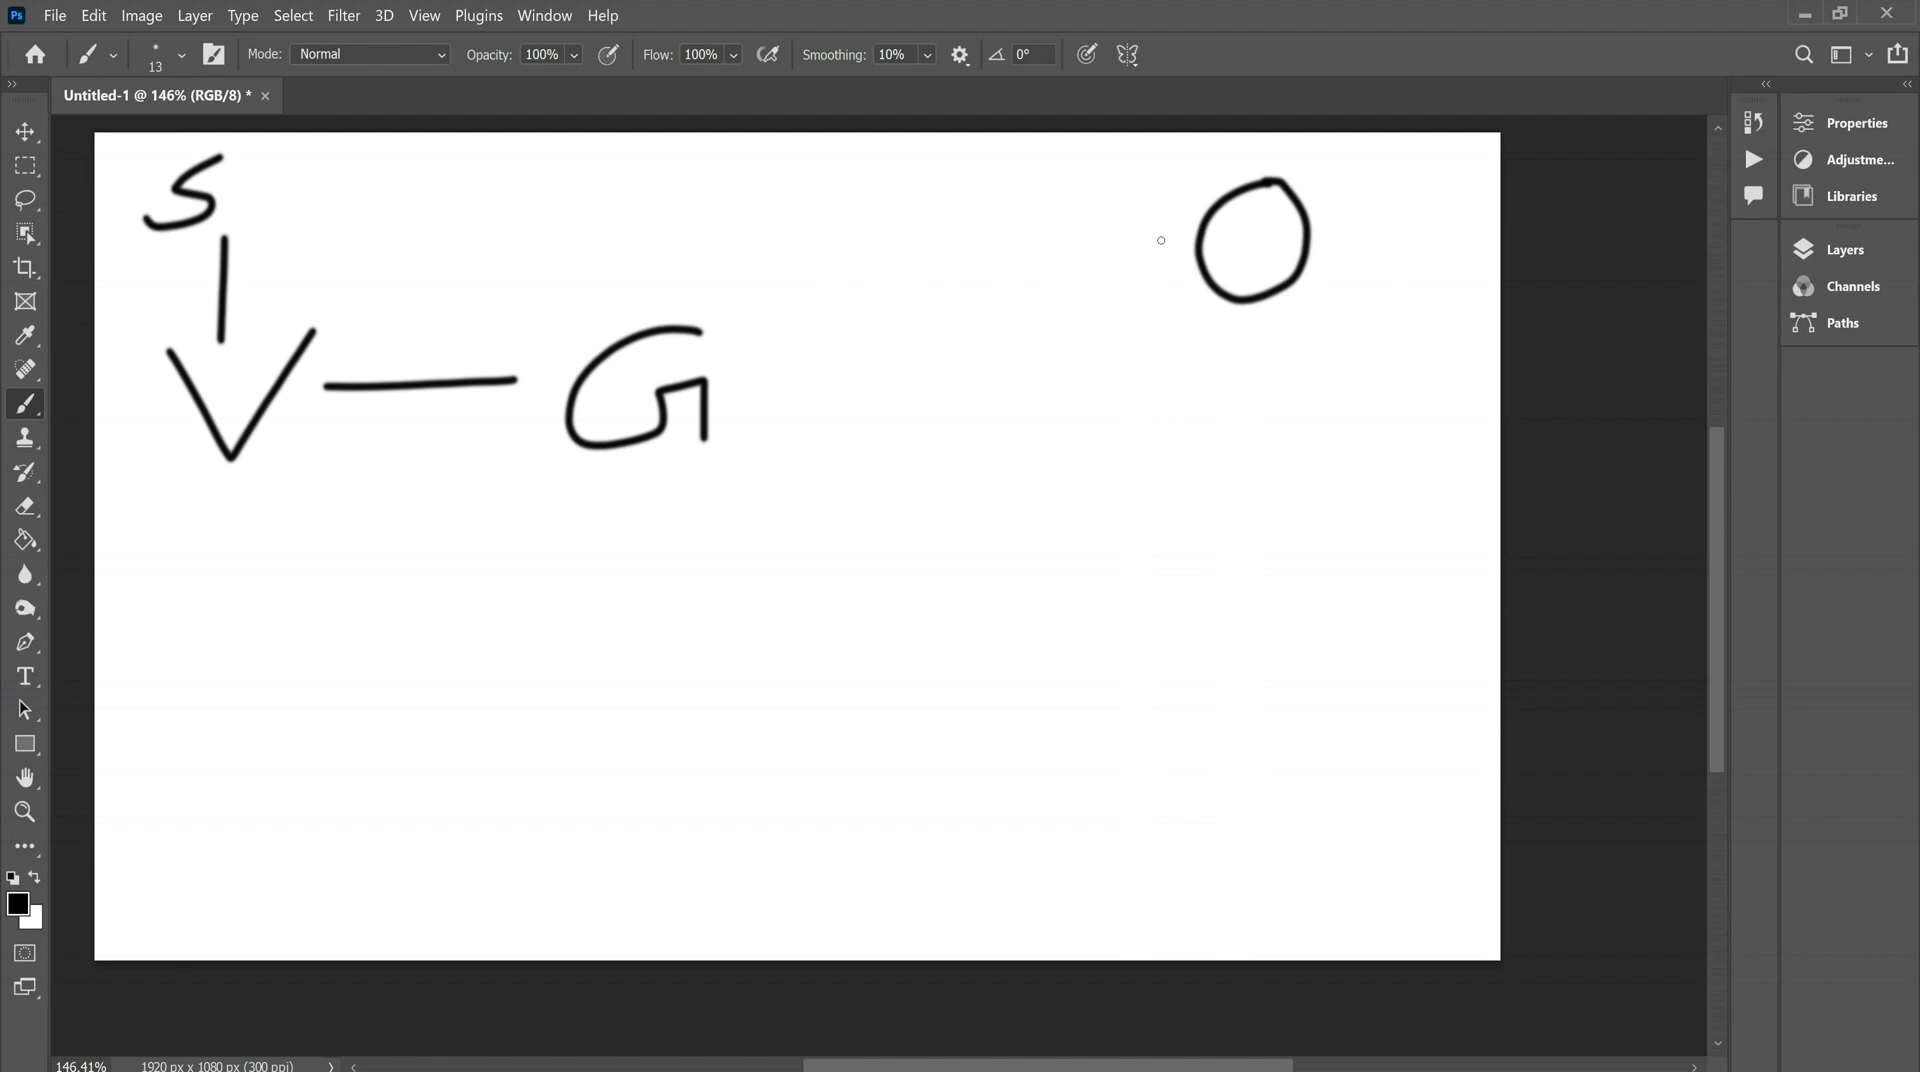 Ps File Edit Image Layer Type Select Filter 3D View Plugins Window Help
13 Mode: Normal Opacity: 100% Flow: 100% Smoothing: 10% 0°
Untitled-1 @ 146% (RGB/8) * ×
S
O
V — G
Properties
Adjustme...
Libraries
Layers
Channels
Paths
T
146.41% 1920 px x 1080 px (300 ppi)